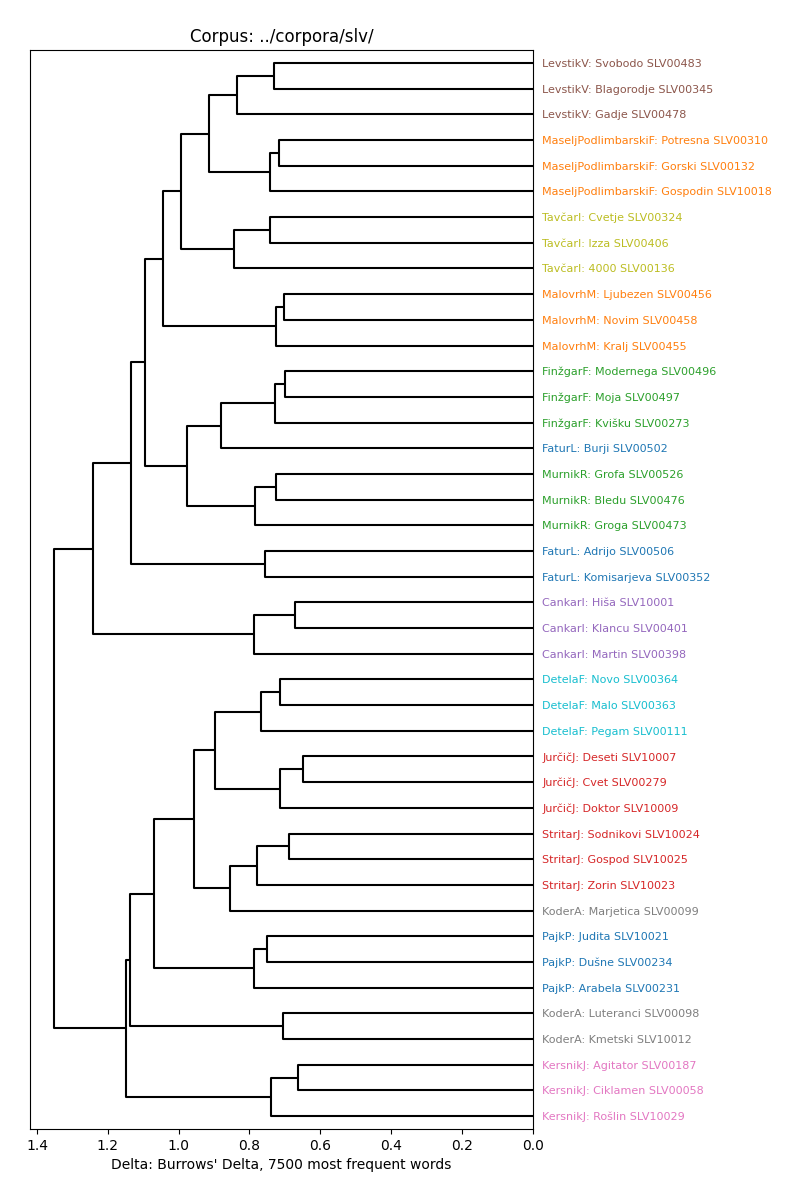 Corpus: ../corpora/slv/
LevstikV: Svobodo SLV00483
LevstikV: Blagorodje SLV00345
LevstikV: Gadje SLV00478
MaseljPodlimbarskiF: Potresna SLV00310
MaseljPodlimbarskiF: Gorski SLV00132
MaseljPodlimbarskiF: Gospodin SLV10018
TavčarI: Cvetje SLV00324
TavčarI: Izza SLV00406
TavčarI: 4000 SLV00136
MalovrhM: Ljubezen SLV00456
MalovrhM: Novim SLV00458
MalovrhM: Kralj SLV00455
FinžgarF: Modernega SLV00496
FinžgarF: Moja SLV00497
FinžgarF: Kvišku SLV00273
FaturL: Burji SLV00502
MurnikR: Grofa SLV00526
MurnikR: Bledu SLV00476
MurnikR: Groga SLV00473
FaturL: Adrijo SLV00506
FaturL: Komisarjeva SLV00352
CankarI: Hiša SLV10001
CankarI: Klancu SLV00401
CankarI: Martin SLV00398
DetelaF: Novo SLV00364
DetelaF: Malo SLV00363
DetelaF: Pegam SLV00111
JurčičJ: Deseti SLV10007
JurčičJ: Cvet SLV00279
JurčičJ: Doktor SLV10009
StritarJ: Sodnikovi SLV10024
StritarJ: Gospod SLV10025
StritarJ: Zorin SLV10023
KoderA: Marjetica SLV00099
PajkP: Judita SLV10021
PajkP: Dušne SLV00234
PajkP: Arabela SLV00231
KoderA: Luteranci SLV00098
KoderA: Kmetski SLV10012
KersnikJ: Agitator SLV00187
KersnikJ: Ciklamen SLV00058
KersnikJ: Rošlin SLV10029
1.4 1.2 1.0 0.8 0.6 0.4 0.2 0.0
Delta: Burrows' Delta, 7500 most frequent words